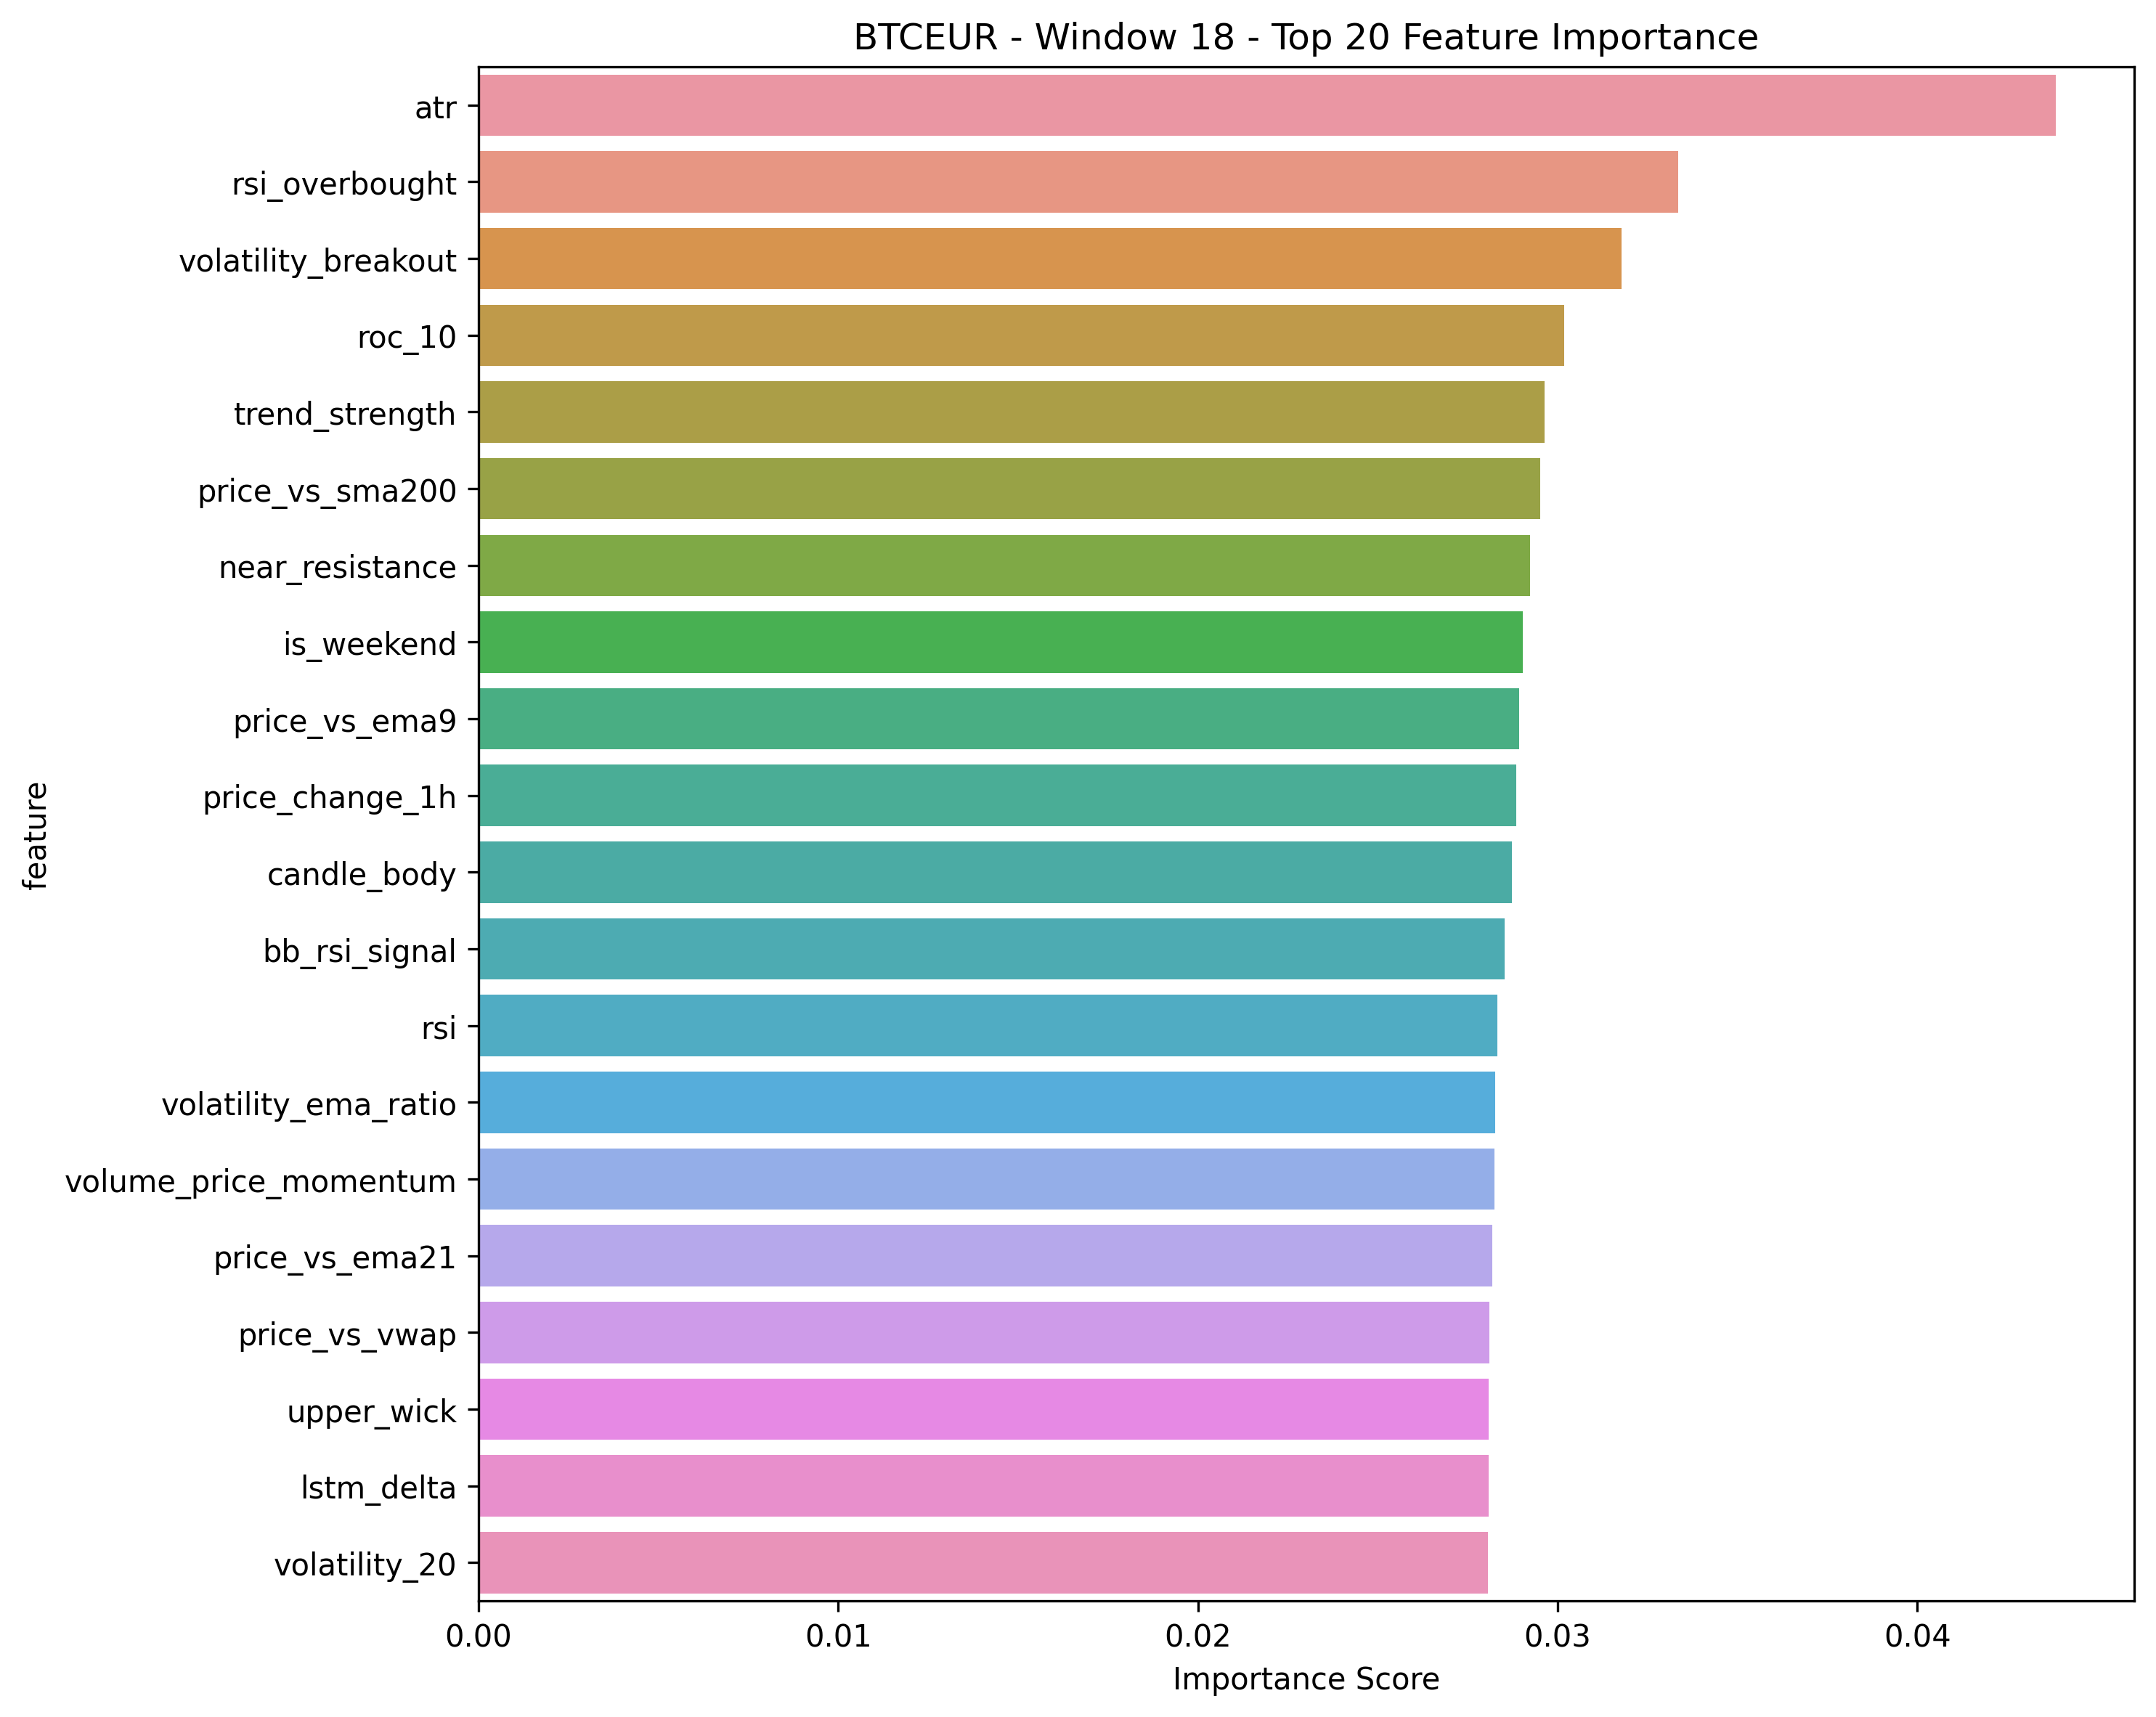 BTCEUR - Window 18 - Top 20 Feature Importance
feature
atr
rsi_overbought
volatility_breakout
roc_10
trend_strength
price_vs_sma200
near_resistance
is_weekend
price_vs_ema9
price_change_1h
candle_body
bb_rsi_signal
rsi
volatility_ema_ratio
volume_price_momentum
price_vs_ema21
price_vs_vwap
upper_wick
lstm_delta
volatility_20
0.00 0.01 0.02 0.03 0.04
Importance Score